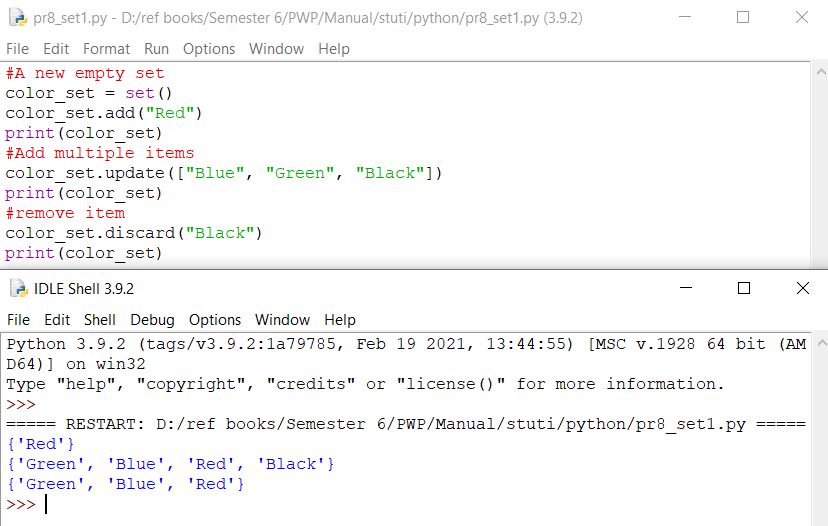 pr8_set1.py - D:/ref books/Semester 6/PWP/Manual/stuti/python/pr8_set1.py (3.9.2)
File Edit Format Run Options Window Help
#A new empty set
color_set = set()
color_set.add("Red")
print(color_set)
#Add multiple items
color_set.update(["Blue", "Green", "Black"])
print(color_set)
#remove item
color_set.discard("Black")
print(color_set)
IDLE Shell 3.9.2
File Edit Shell Debug Options Window Help
Python 3.9.2 (tags/v3.9.2:1a79785, Feb 19 2021, 13:44:55) [MSC v.1928 64 bit (AM
D64)] on win32
Type "help", "copyright", "credits" or "license()" for more information.
>>>
===== RESTART: D:/ref books/Semester 6/PWP/Manual/stuti/python/pr8_set1.py =====
{'Red'}
{'Green', 'Blue', 'Red', 'Black'}
{'Green', 'Blue', 'Red'}
>>>